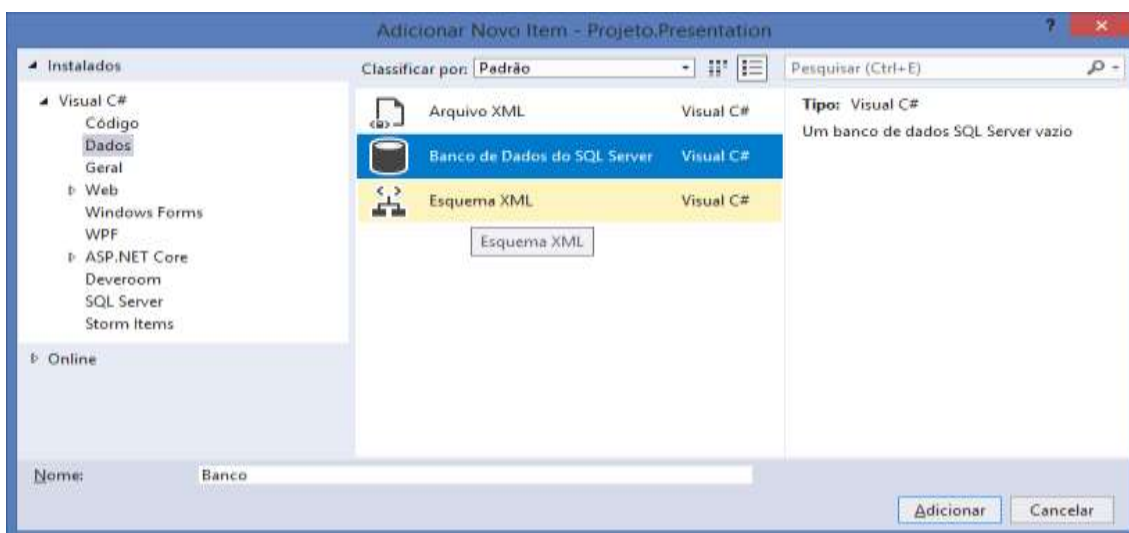 Adicionar Novo Item - Projeto.Presentation
?
×
Instalados
Visual C#
Código
Dados
Geral
Web
Windows Forms
WPF
ASP.NET Core
Deveroom
SQL Server
Storm Items
Online
Classificar por: Padrão
Arquivo XML Visual C#
Banco de Dados do SQL Server Visual C#
Esquema XML Visual C#
Esquema XML
Pesquisar (Ctrl+E)
Tipo: Visual C#
Um banco de dados SQL Server vazio
Nome: Banco
Adicionar Cancelar